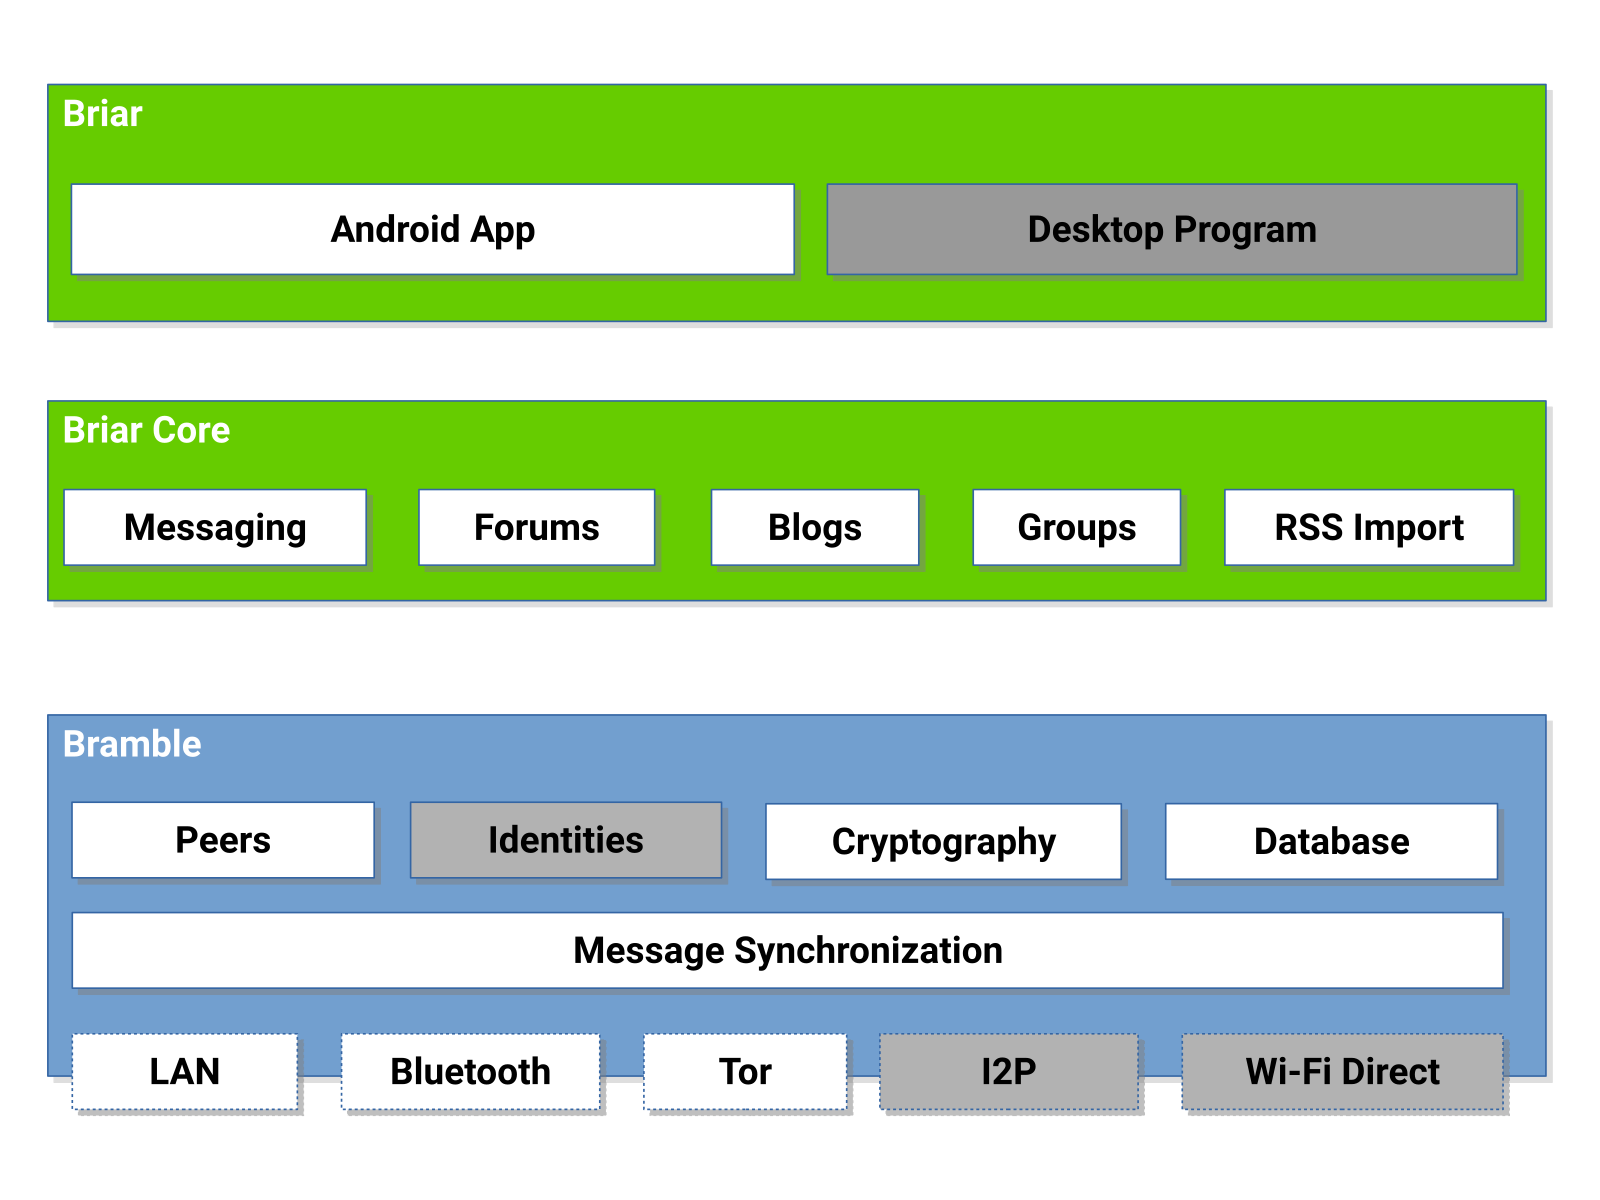 Briar
Android App
Desktop Program
Briar Core
Messaging
Forums
Blogs
Groups
RSS Import
Bramble
Peers
Identities
Cryptography
Database
Message Synchronization
LAN
Bluetooth
Tor
I2P
Wi-Fi Direct